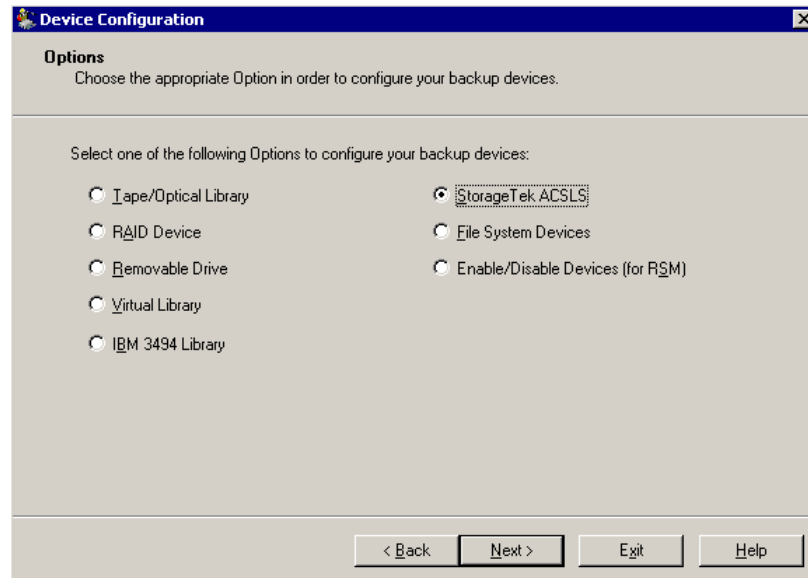 Device Configuration
Options
Choose the appropriate Option in order to configure your backup devices.
Select one of the following Options to configure your backup devices:
Tape/Optical Library
RAID Device
Removable Drive
Virtual Library
IBM 3494 Library
StorageTek ACSLS
File System Devices
Enable/Disable Devices (for RSM)
< Back
Next >
Exit
Help